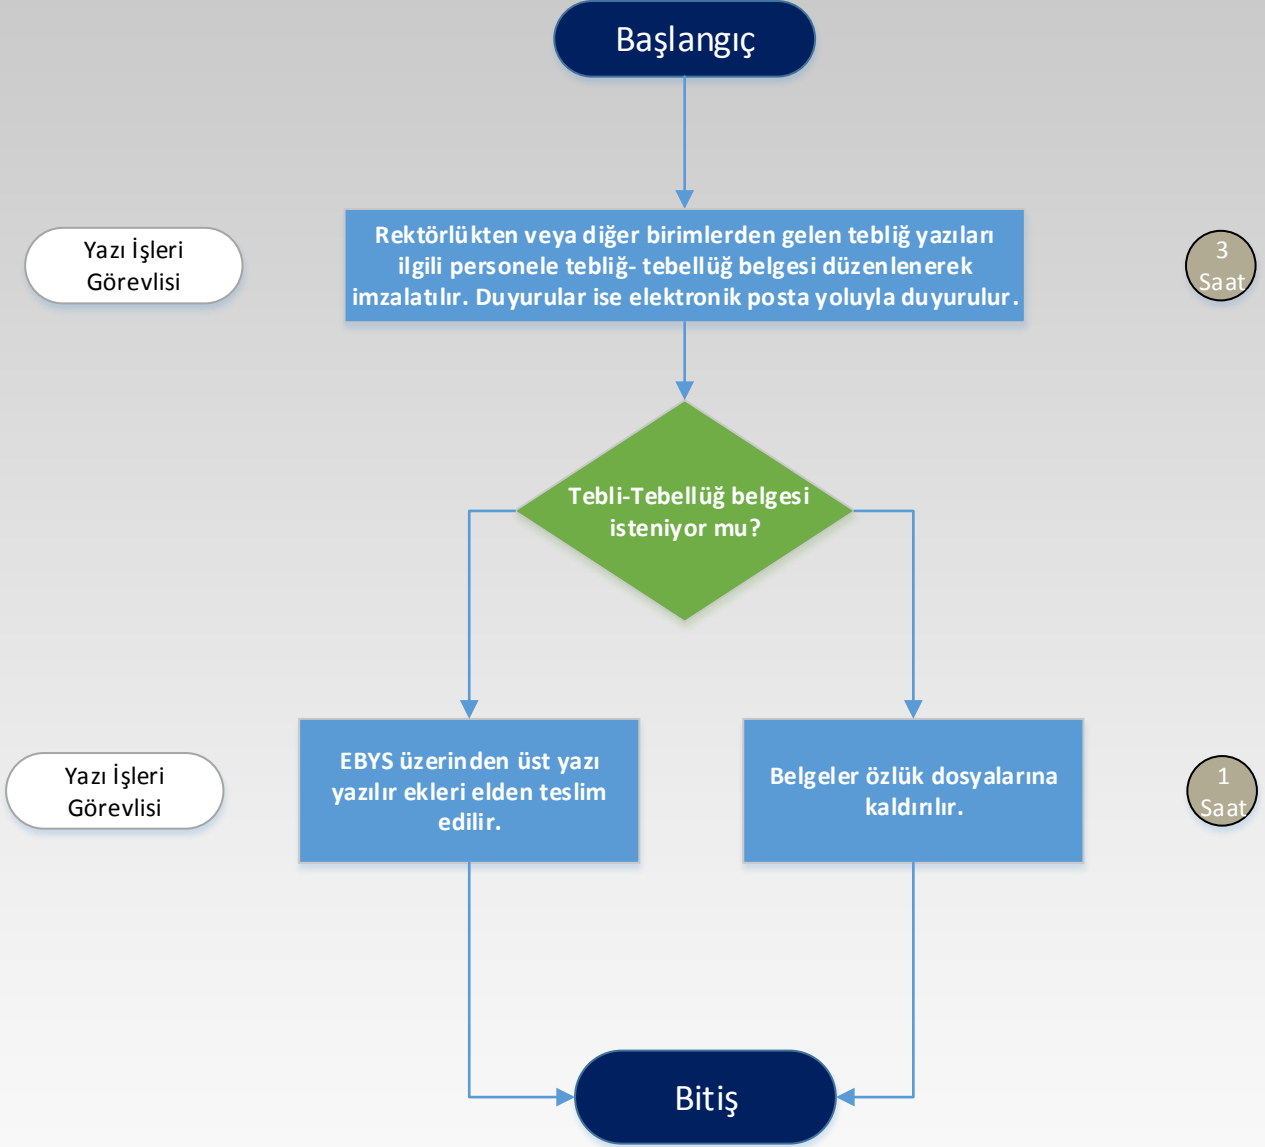 Başlangıç
Yazı İşleri
Görevlisi
Rektörlükten veya diğer birimlerden gelen tebliğ yazıları
ilgili personele tebliğ- tebellüğ belgesi düzenlenerek
imzalatılır. Duyurular ise elektronik posta yoluyla duyurulur.
3
Saat
Tebli-Tebellüğ belgesi
isteniyor mu?
Yazı İşleri
Görevlisi
EBYS üzerinden üst yazı
yazılır ekleri elden teslim
edilir.
Belgeler özlük dosyalarına
kaldırılır.
1
Saat
Bitiş